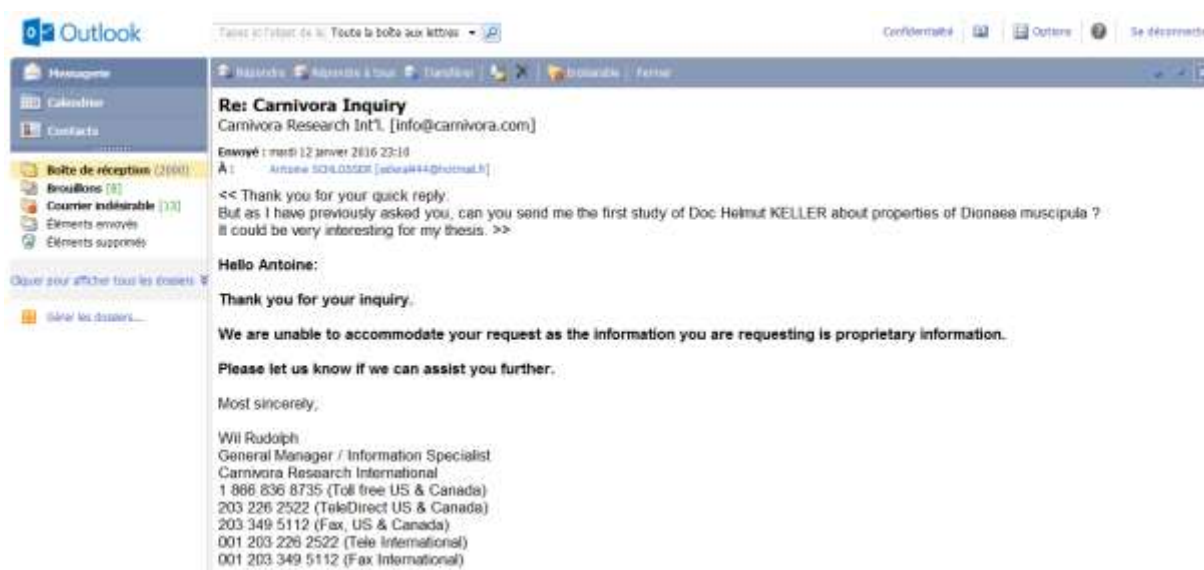 Outlook
Toute la boîte aux lettres
Confidentialité
Options
Se déconnecte
Messagerie
Calendrier
Contacts
Répondre Répondre à tous Transférer Indésirable Fermer
Boîte de réception (2000)
Brouillons [8]
Courrier indésirable [13]
Éléments envoyés
Éléments supprimés
Cliquer pour afficher tous les dossiers
Gérer les dossiers...
Re: Carnivora Inquiry
Carnivora Research Int'l. [info@carnivora.com]
Envoyé : mardi 12 janvier 2016 23:10
À : Antoine SCHLOSSER
<< Thank you for your quick reply.
But as I have previously asked you, can you send me the first study of Doc Helmut KELLER about properties of Dionaea muscipula ?
It could be very interesting for my thesis. >>
Hello Antoine:
Thank you for your inquiry.
We are unable to accommodate your request as the information you are requesting is proprietary information.
Please let us know if we can assist you further.
Most sincerely,
Wil Rudolph
General Manager / Information Specialist
Carnivora Research International
1 866 836 8735 (Toll free US & Canada)
203 226 2522 (TeleDirect US & Canada)
203 349 5112 (Fax, US & Canada)
001 203 226 2522 (Tele International)
001 203 349 5112 (Fax International)